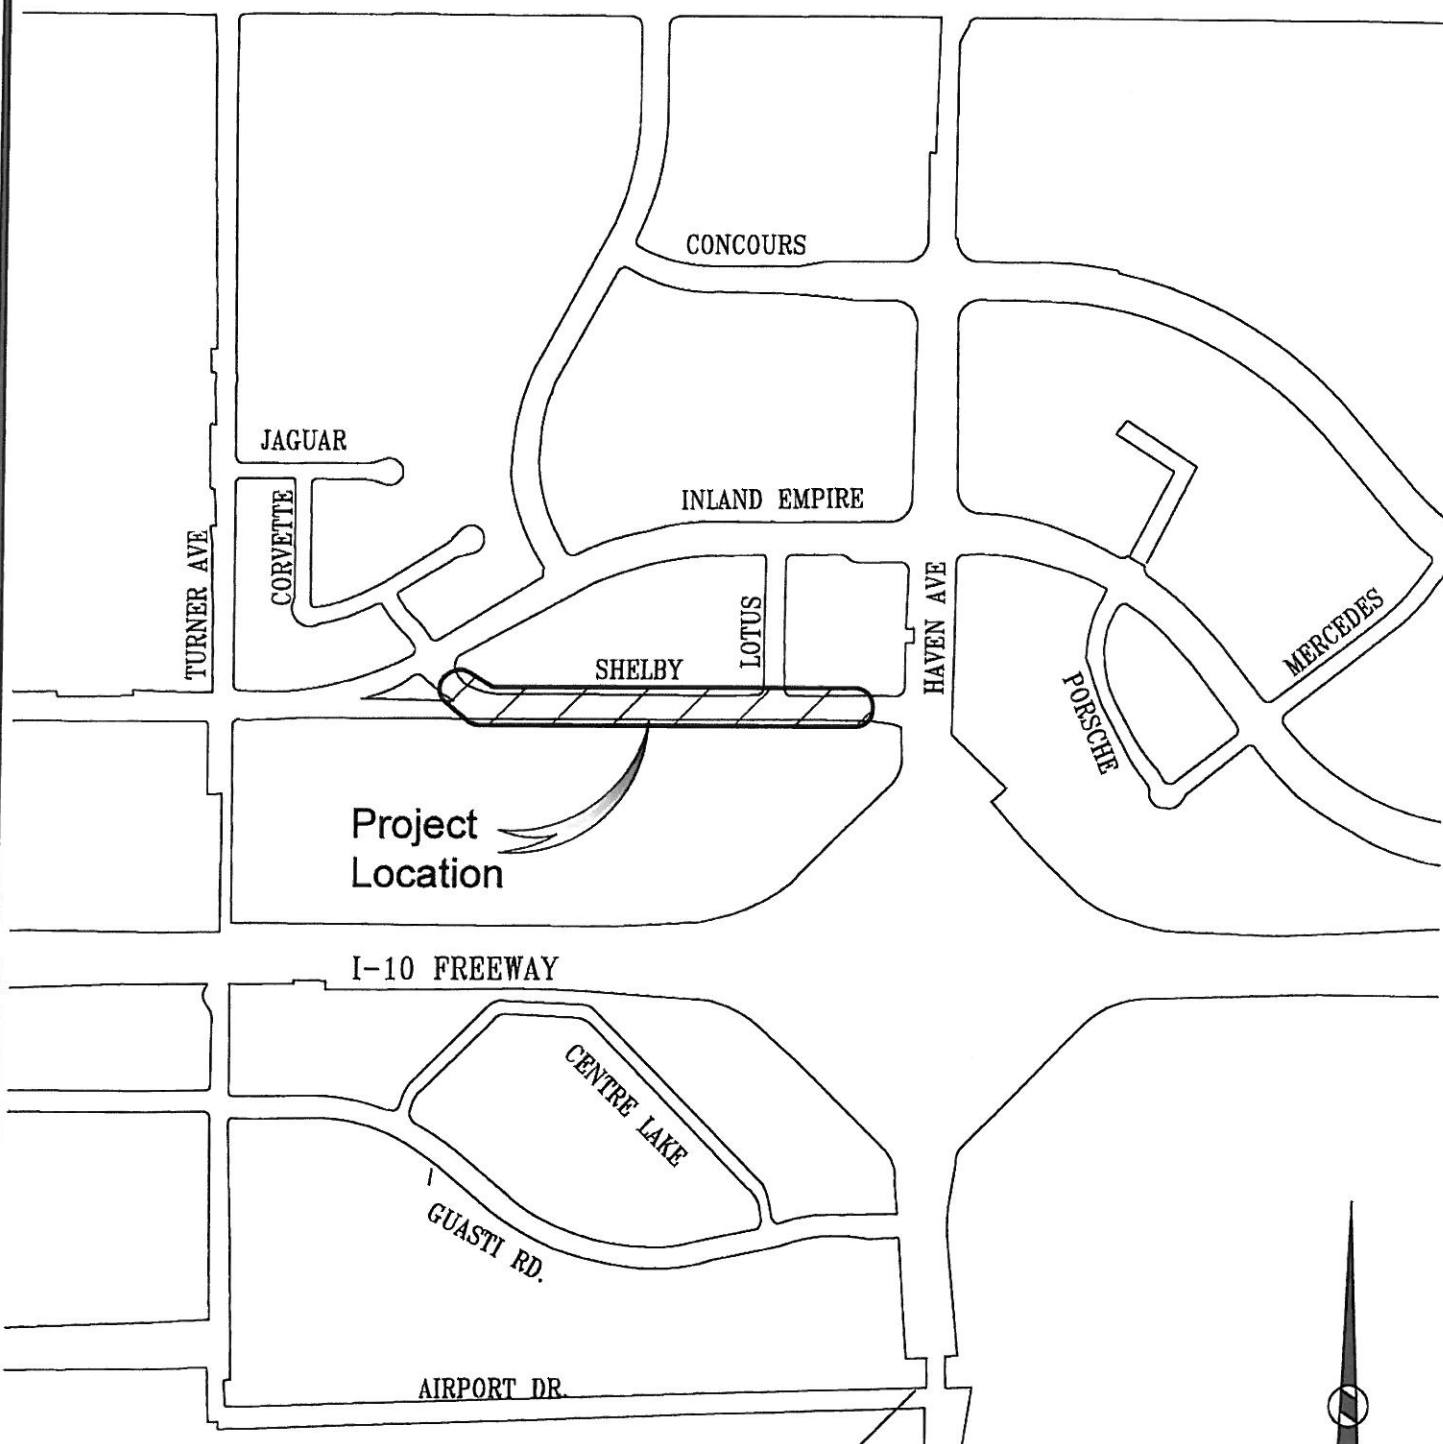 CONCOURS
JAGUAR
INLAND EMPIRE
CORVETTE
TURNER AVE
LOTUS
HAVEN AVE
SHELBY
MERCEDES
PORSCHE
Project
Location
I-10 FREEWAY
CENTRE LAKE
GUASTI RD.
AIRPORT DR.